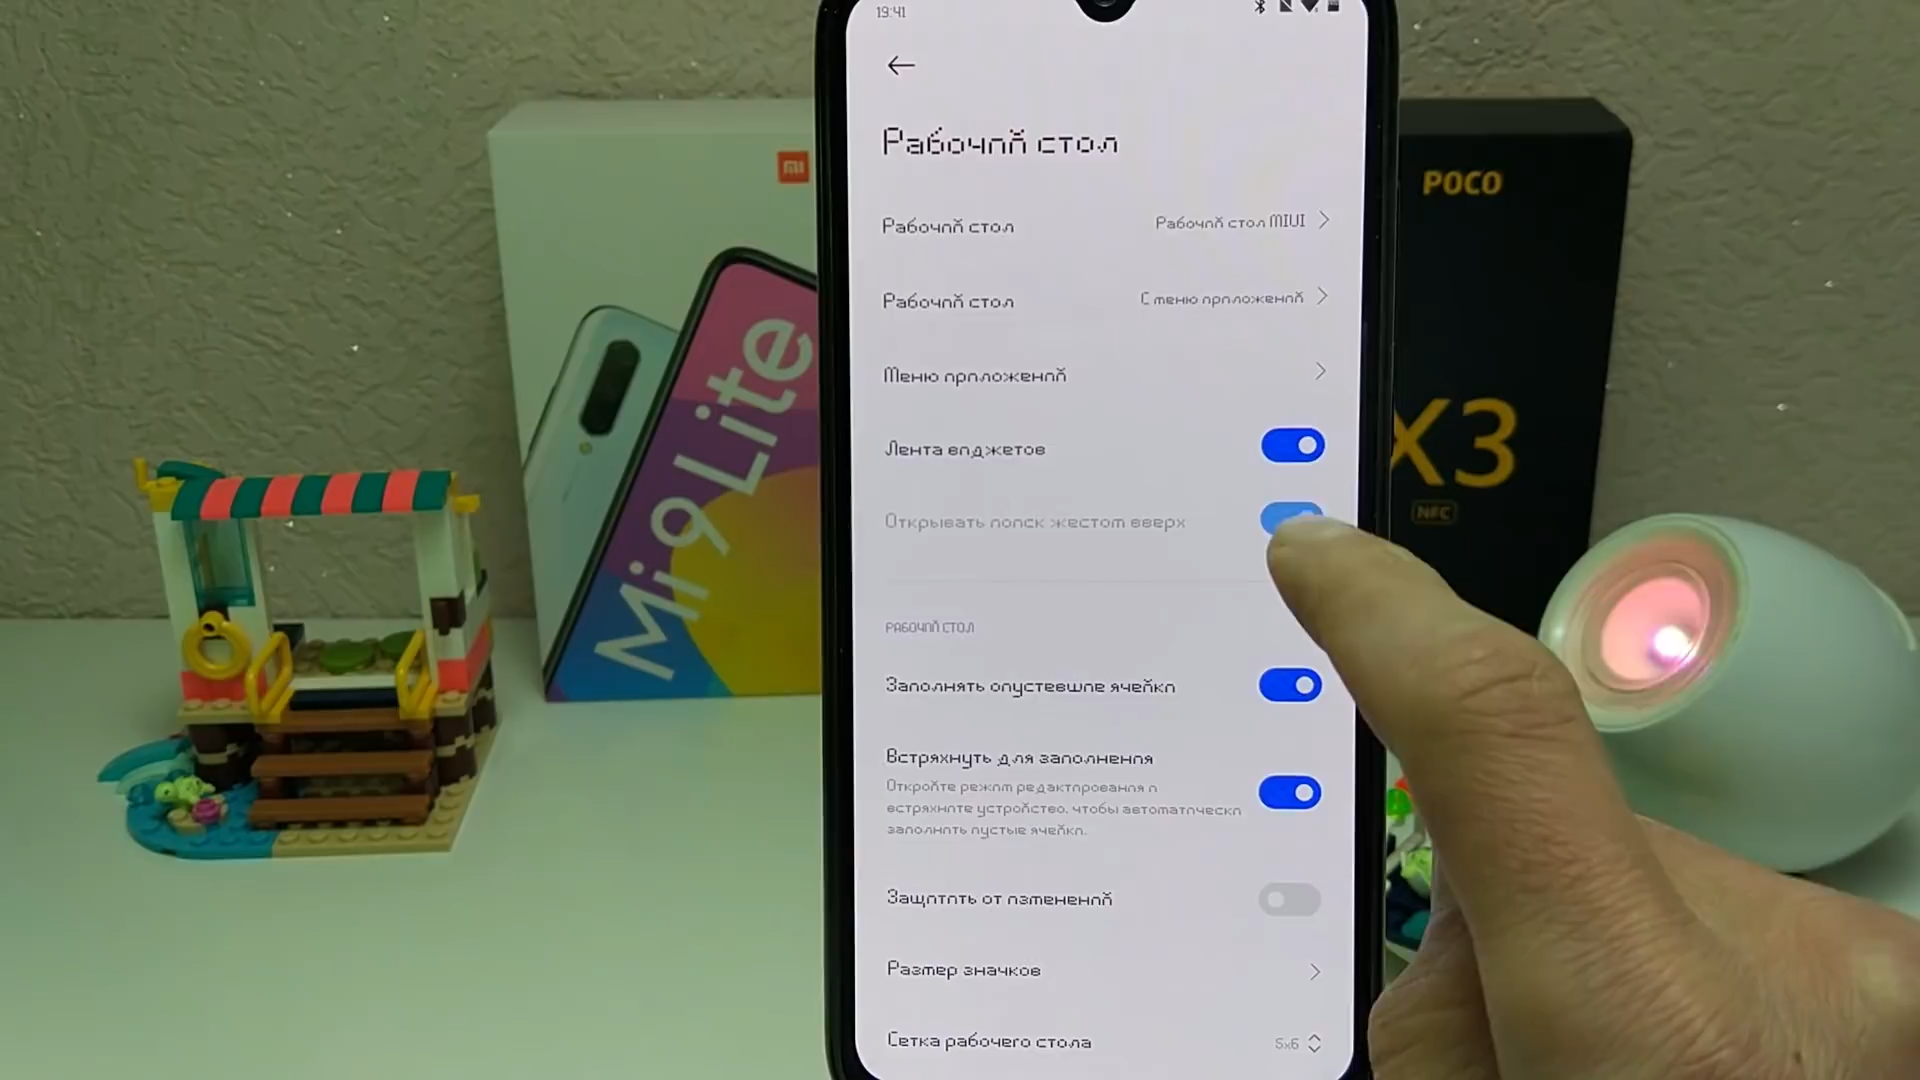 19:41
Рабочий стол
Рабочий стол Рабочий стол MIUI
Рабочий стол С меню приложений
Меню приложений
Лента виджетов
Открывать поиск жестом вверх
РАБОЧИЙ СТОЛ
Заполнять опустевшие ячейки
Встряхнуть для заполнения
Откройте режим редактирования и
встряхните устройство, чтобы автоматически
заполнить пустые ячейки.
Защитить от изменений
Размер значков
Сетка рабочего стола 5x6
mi
Mi 9 Lite
POCO
X3
NFC